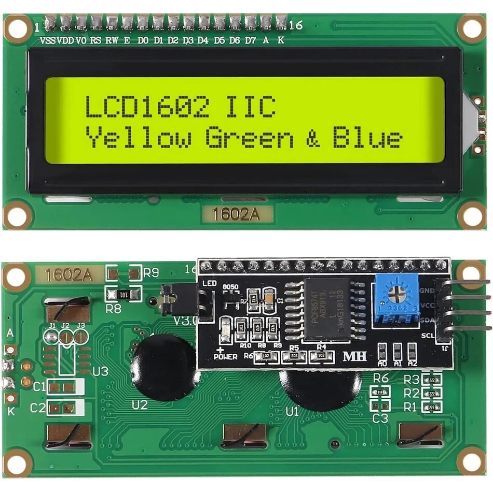 1 16
VSS VDD V0 RS RW E D0 D1 D2 D3 D4 D5 D6 D7 A K
LCD1602 IIC
Yellow Green & Blue
1602A
1602A
R9
16
R8
101
LED
8050
GND
VCC
SDA
SCL
J1 J2 J3
V3.0
A
K
U3
C1
C2
U2
R10 R9 R8
+ POWER
R6 R5 R4
MH
A0 A1 A2
U1
R6
C3
R3
R2
R1